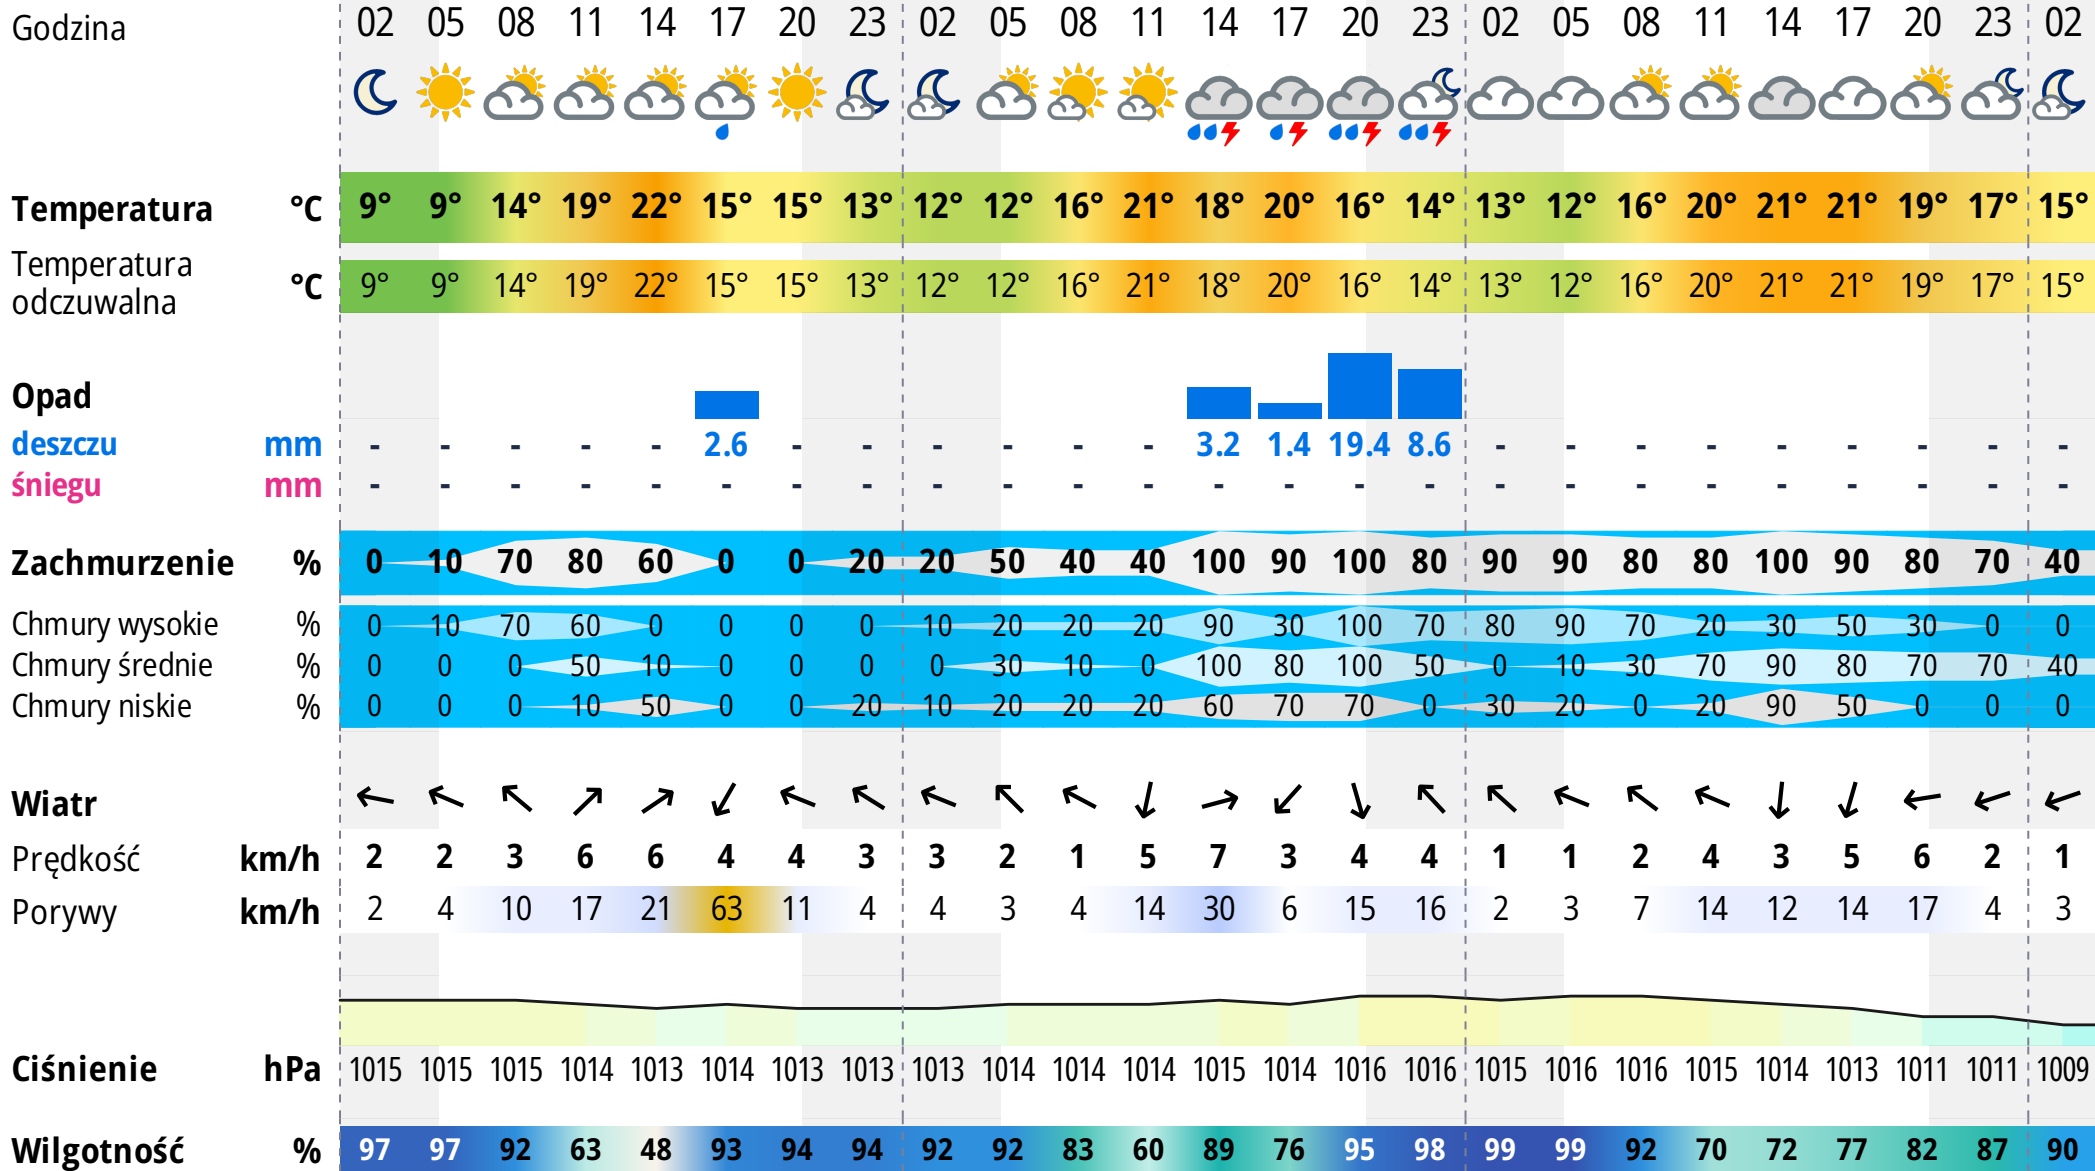 Godzina 02 05 08 11 14 17 20 23 02 05 08 11 14 17 20 23 02 05 08 11 14 17 20 23 02
Temperatura °C 9° 9° 14° 19° 22° 15° 15° 13° 12° 12° 16° 21° 18° 20° 16° 14° 13° 12° 16° 20° 21° 21° 19° 17° 15°
Temperatura
odczuwalna °C 9° 9° 14° 19° 22° 15° 15° 13° 12° 12° 16° 21° 18° 20° 16° 14° 13° 12° 16° 20° 21° 21° 19° 17° 15°
Opad
deszczu mm - - - - - 2.6 - - - - - - 3.2 1.4 19.4 8.6 - - - - - - - - -
śniegu mm - - - - - - - - - - - - - - - - - - - - - - - - -
Zachmurzenie % 0 10 70 80 60 0 0 20 20 50 40 40 100 90 100 80 90 90 80 80 100 90 80 70 40
Chmury wysokie % 0 10 70 60 0 0 0 0 10 20 20 20 90 30 100 70 80 90 70 20 30 50 30 0 0
Chmury średnie % 0 0 0 50 10 0 0 0 0 30 10 0 100 80 100 50 0 10 30 70 90 80 70 70 40
Chmury niskie % 0 0 0 10 50 0 0 20 10 20 20 20 60 70 70 0 30 20 0 20 90 50 0 0 0
Wiatr
Prędkość km/h 2 2 3 6 6 4 4 3 3 2 1 5 7 3 4 4 1 1 2 4 3 5 6 2 1
Porywy km/h 2 4 10 17 21 63 11 4 4 3 4 14 30 6 15 16 2 3 7 14 12 14 17 4 3
Ciśnienie hPa 1015 1015 1015 1014 1013 1014 1013 1013 1013 1014 1014 1014 1015 1014 1016 1016 1015 1016 1016 1015 1014 1013 1011 1011 1009
Wilgotność % 97 97 92 63 48 93 94 94 92 92 83 60 89 76 95 98 99 99 92 70 72 77 82 87 90